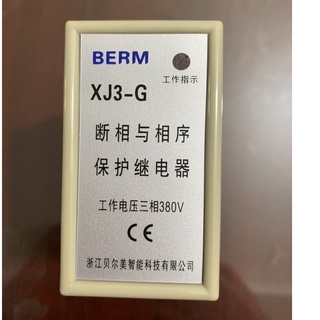 BERM
工作指示
XJ3-G
断相与相序
保护继电器
工作电压三相380V
CE
浙江贝尔美智能科技有限公司